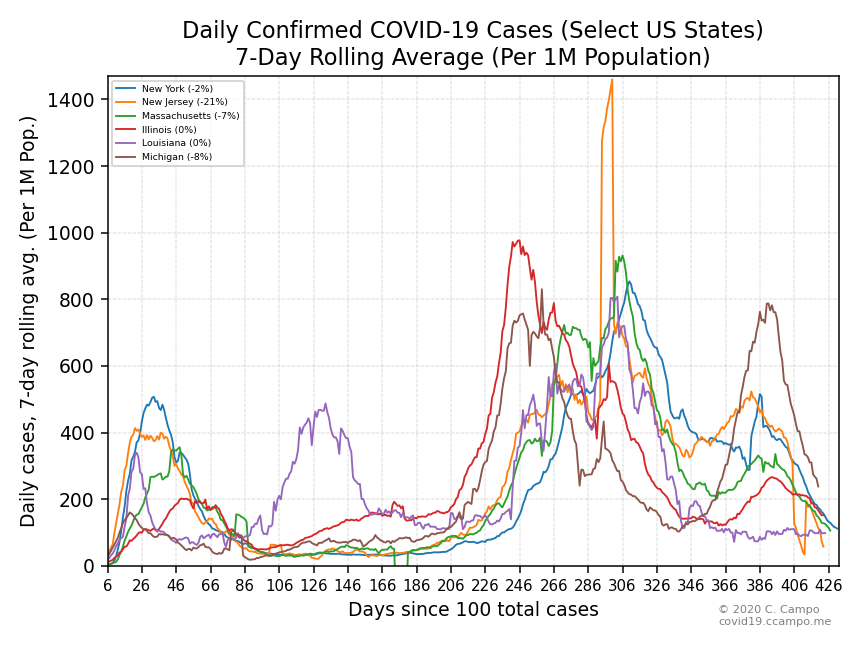 Daily Confirmed COVID-19 Cases (Select US States)
7-Day Rolling Average (Per 1M Population)
Daily cases, 7-day rolling avg. (Per 1M Pop.)
1400
1200
1000
800
600
400
200
0
New York (-2%)
New Jersey (-21%)
Massachusetts (-7%)
Illinois (0%)
Louisiana (0%)
Michigan (-8%)
6 26 46 66 86 106 126 146 166 186 206 226 246 266 286 306 326 346 366 386 406 426
Days since 100 total cases
© 2020 C. Campo
covid19.ccampo.me